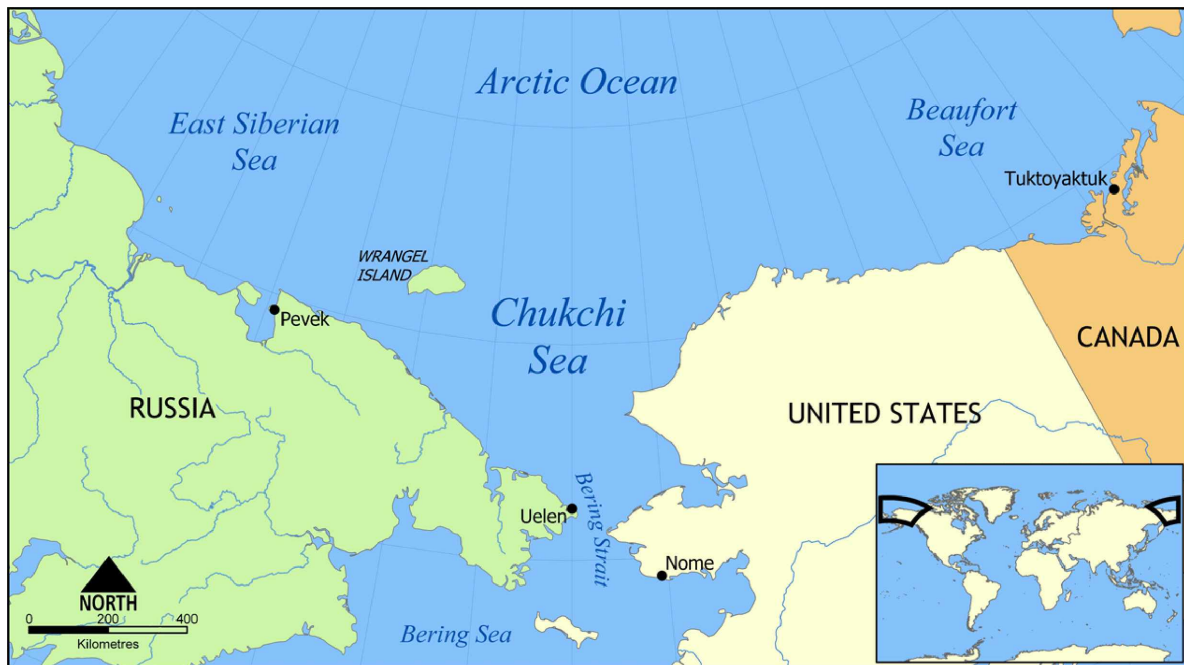 Arctic Ocean
East Siberian
Sea
Beaufort
Sea
Tuktoyaktuk
WRANGEL
ISLAND
Pevek
Chukchi
Sea
CANADA
RUSSIA
UNITED STATES
Uelen
Bering Strait
Nome
NORTH
0 200 400
Kilometres
Bering Sea